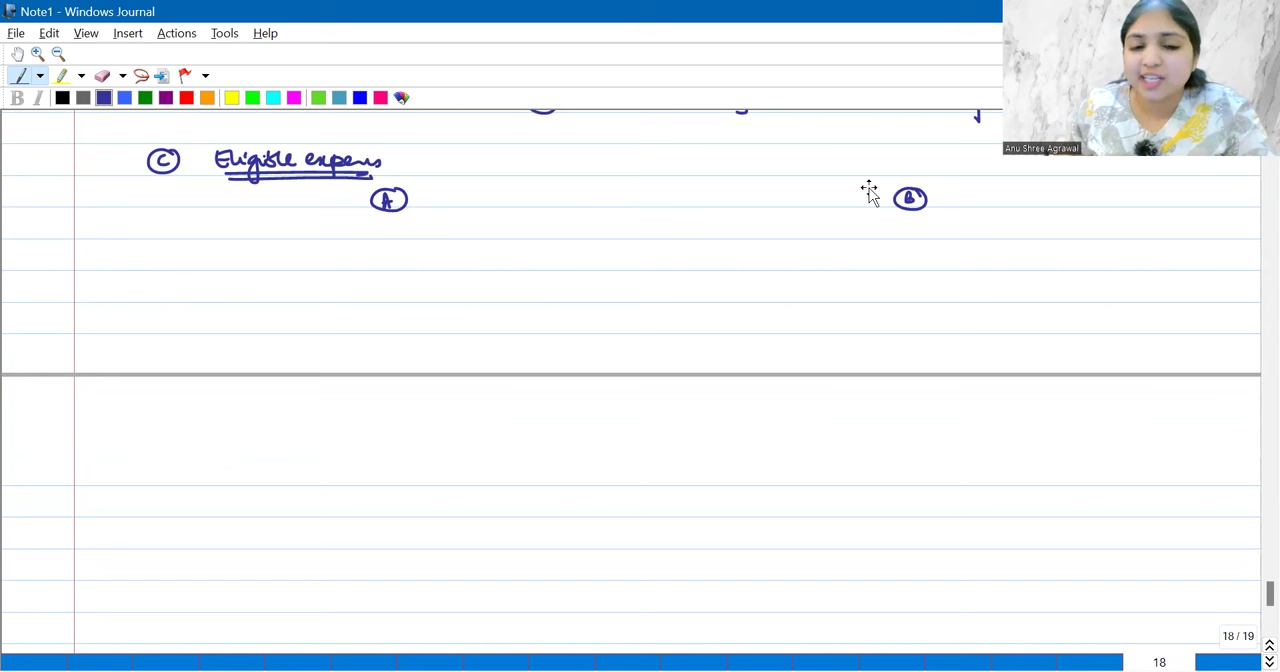 Note1 - Windows Journal
File Edit View Insert Actions Tools Help
B I
Anu Shree Agrawal
C Eligible expens
A B
18 / 19
18